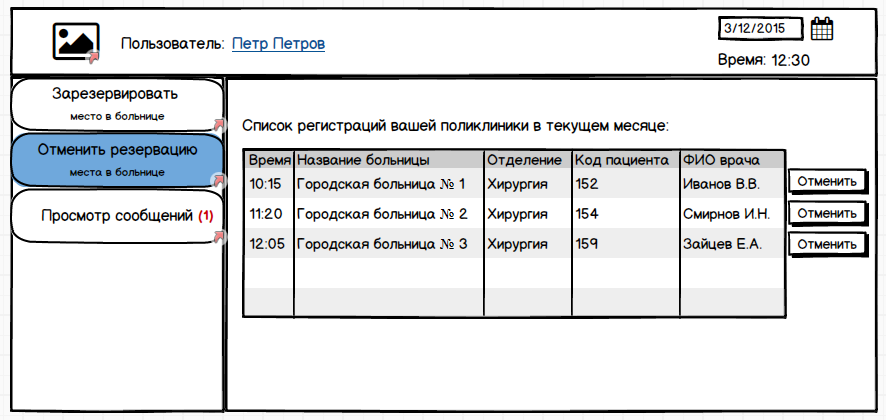 Пользователь: Петр Петров
3/12/2015
Время: 12:30
Зарезервировать
место в больнице
Отменить резервацию
места в больнице
Просмотр сообщений (1)
Список регистраций вашей поликлиники в текущем месяце:
Время Название больницы Отделение Код пациента ФИО врача
10:15 Городская больница № 1 Хирургия 152 Иванов В.В. Отменить
11:20 Городская больница № 2 Хирургия 154 Смирнов И.Н. Отменить
12:05 Городская больница № 3 Хирургия 159 Зайцев Е.А. Отменить